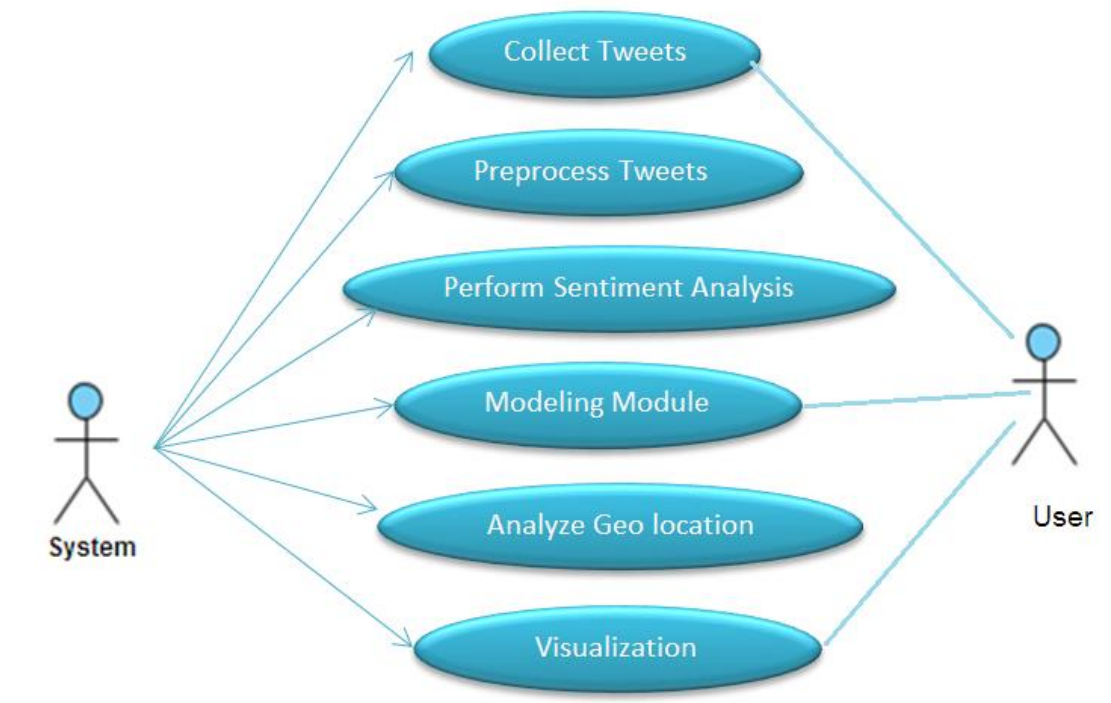 Collect Tweets
Preprocess Tweets
Perform Sentiment Analysis
Modeling Module
Analyze Geo location
Visualization
System
User